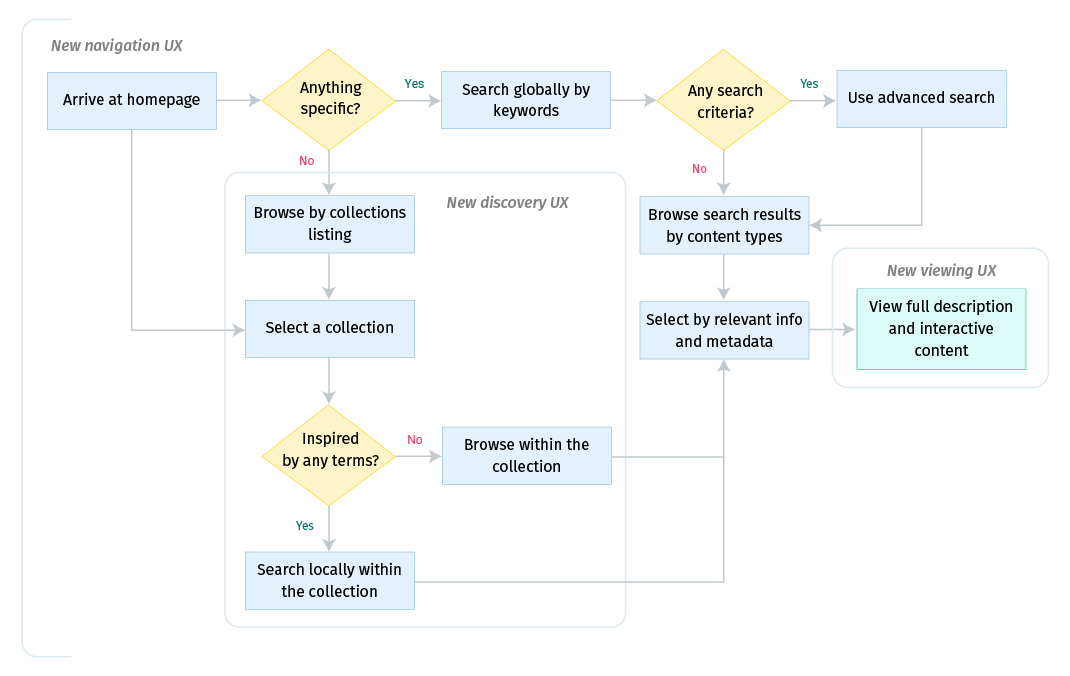 New navigation UX
Arrive at homepage
Anything
specific?
Yes
Search globally by
keywords
Any search
criteria?
Yes
Use advanced search
No
No
New discovery UX
Browse by collections
listing
Browse search results
by content types
New viewing UX
View full description
and interactive
content
Select a collection
Select by relevant info
and metadata
Inspired
by any terms?
No
Browse within the
collection
Yes
Search locally within
the collection